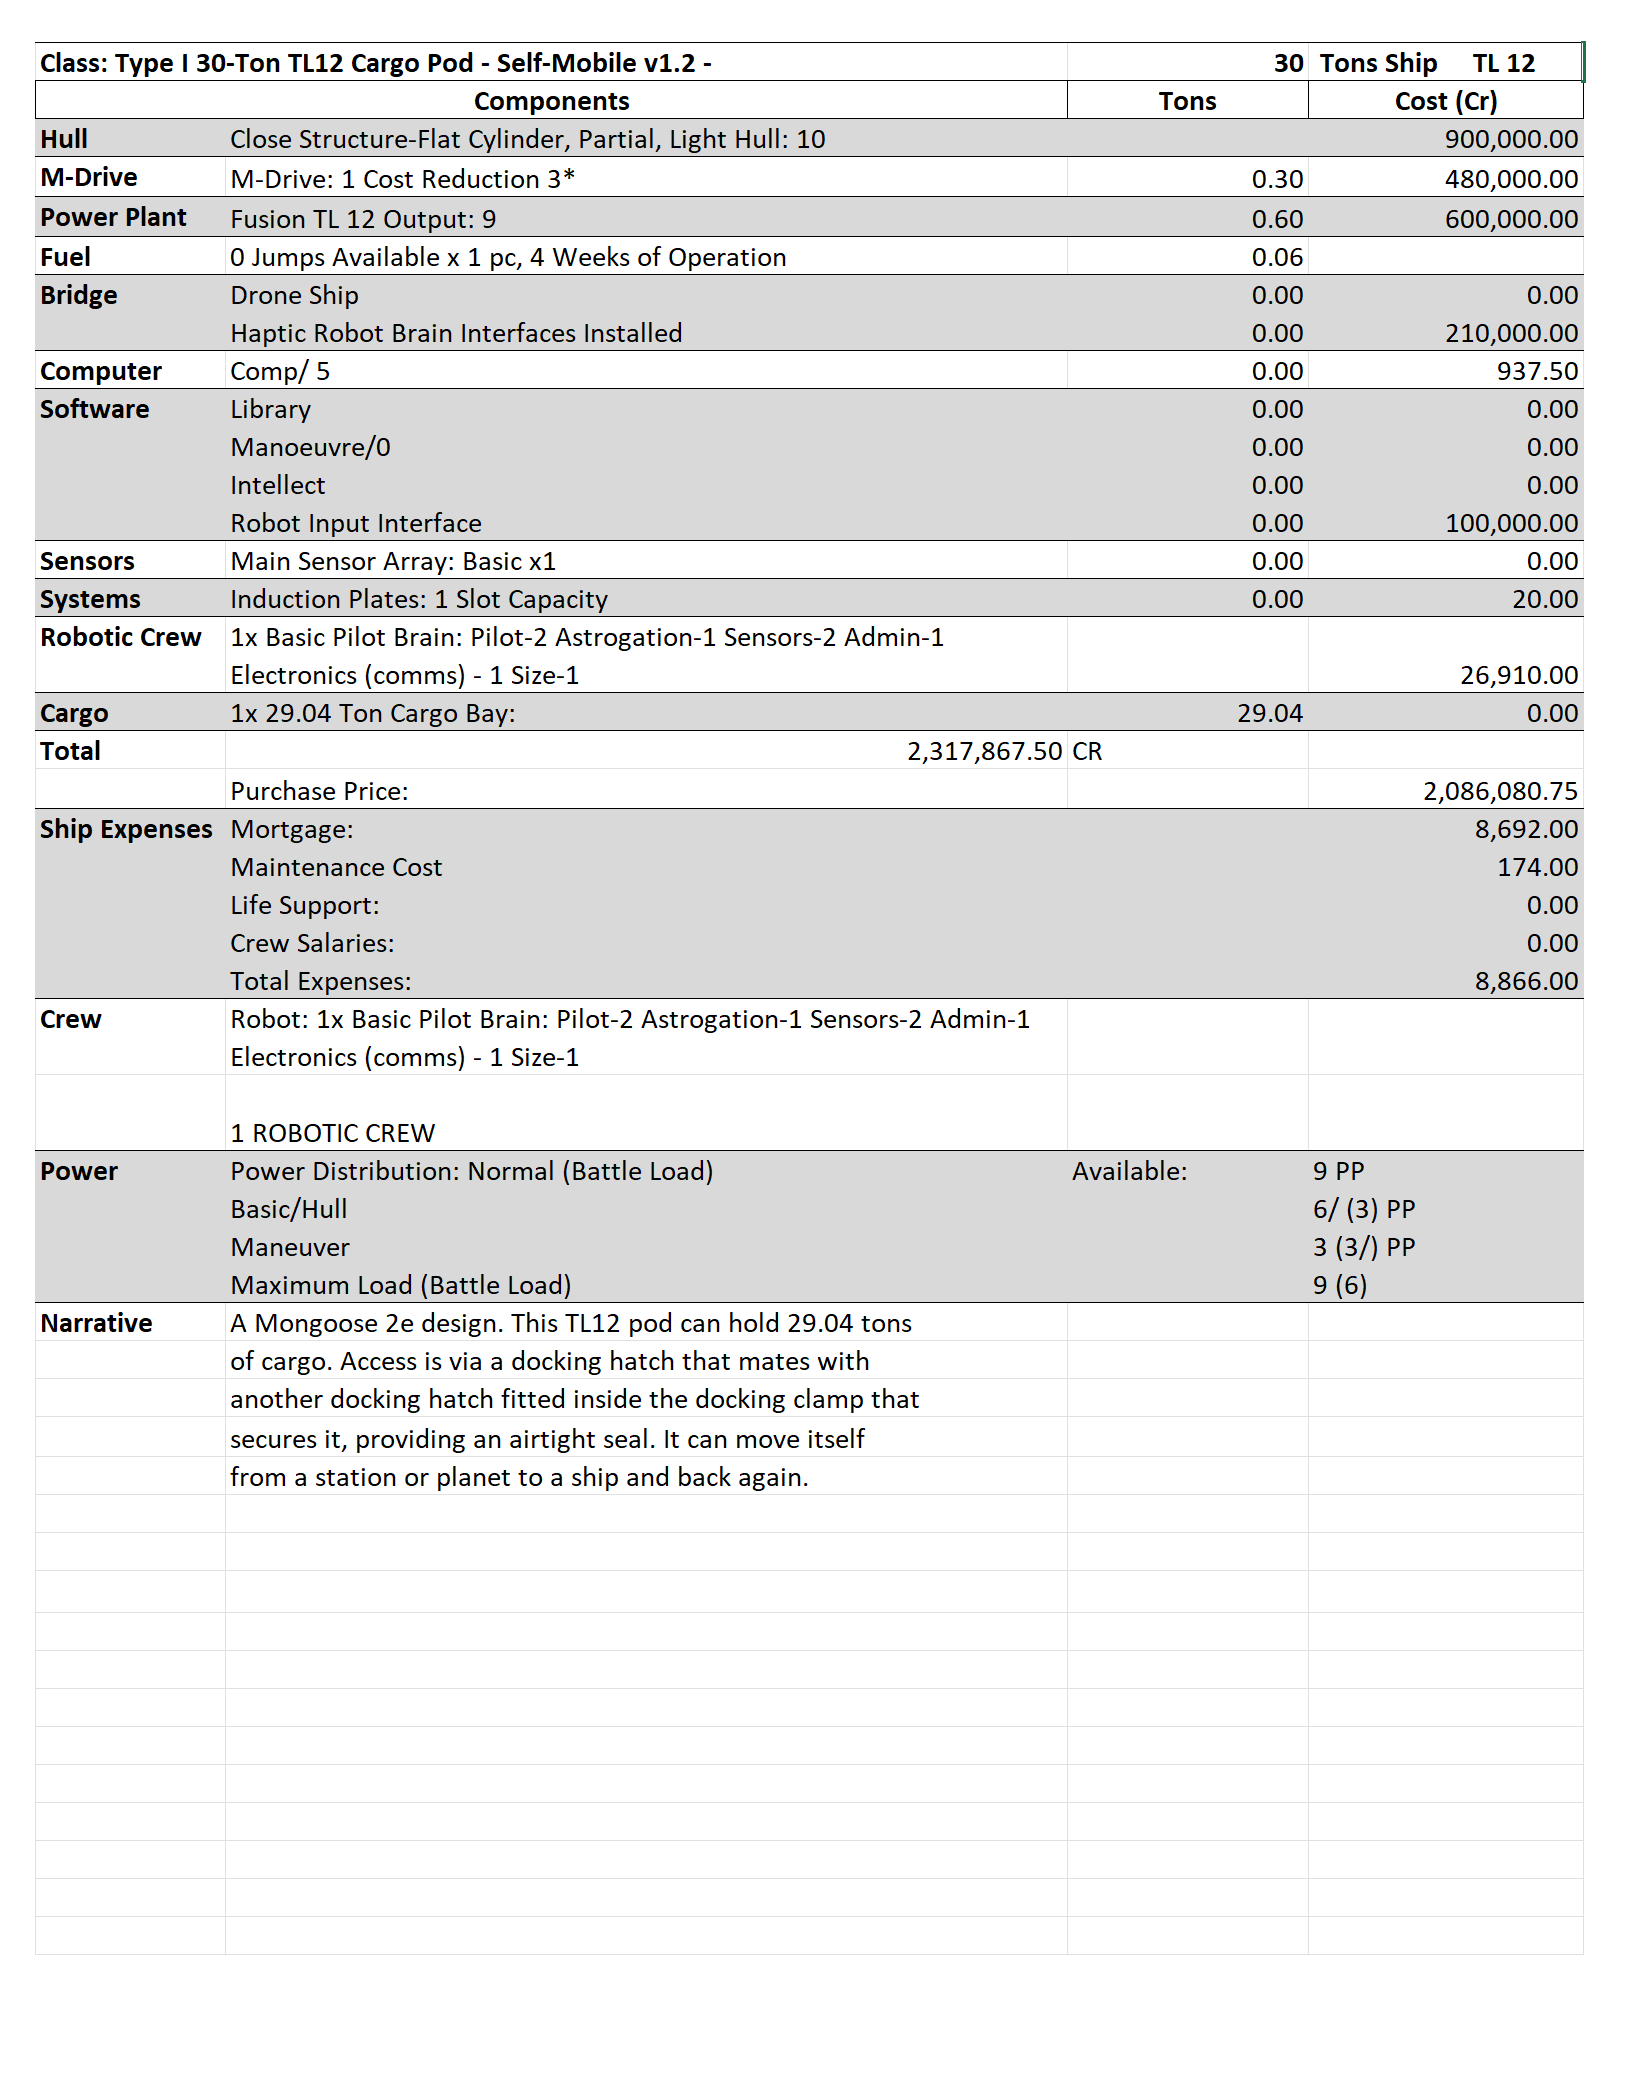 Class: Type I 30-Ton TL12 Cargo Pod - Self-Mobile v1.2 - 30 Tons Ship TL 12
Components Tons Cost (Cr)
Hull Close Structure-Flat Cylinder, Partial, Light Hull: 10 900,000.00
M-Drive M-Drive: 1 Cost Reduction 3* 0.30 480,000.00
Power Plant Fusion TL 12 Output: 9 0.60 600,000.00
Fuel 0 Jumps Available x 1 pc, 4 Weeks of Operation 0.06
Bridge Drone Ship 0.00 0.00
Haptic Robot Brain Interfaces Installed 0.00 210,000.00
Computer Comp/ 5 0.00 937.50
Software Library 0.00 0.00
Manoeuvre/0 0.00 0.00
Intellect 0.00 0.00
Robot Input Interface 0.00 100,000.00
Sensors Main Sensor Array: Basic x1 0.00 0.00
Systems Induction Plates: 1 Slot Capacity 0.00 20.00
Robotic Crew 1x Basic Pilot Brain: Pilot-2 Astrogation-1 Sensors-2 Admin-1
Electronics (comms) - 1 Size-1 26,910.00
Cargo 1x 29.04 Ton Cargo Bay: 29.04 0.00
Total 2,317,867.50 CR
Purchase Price: 2,086,080.75
Ship Expenses Mortgage: 8,692.00
Maintenance Cost 174.00
Life Support: 0.00
Crew Salaries: 0.00
Total Expenses: 8,866.00
Crew Robot: 1x Basic Pilot Brain: Pilot-2 Astrogation-1 Sensors-2 Admin-1
Electronics (comms) - 1 Size-1
1 ROBOTIC CREW
Power Power Distribution: Normal (Battle Load) Available: 9 PP
Basic/Hull 6/ (3) PP
Maneuver 3 (3/) PP
Maximum Load (Battle Load) 9 (6)
Narrative A Mongoose 2e design. This TL12 pod can hold 29.04 tons
of cargo. Access is via a docking hatch that mates with
another docking hatch fitted inside the docking clamp that
secures it, providing an airtight seal. It can move itself
from a station or planet to a ship and back again.